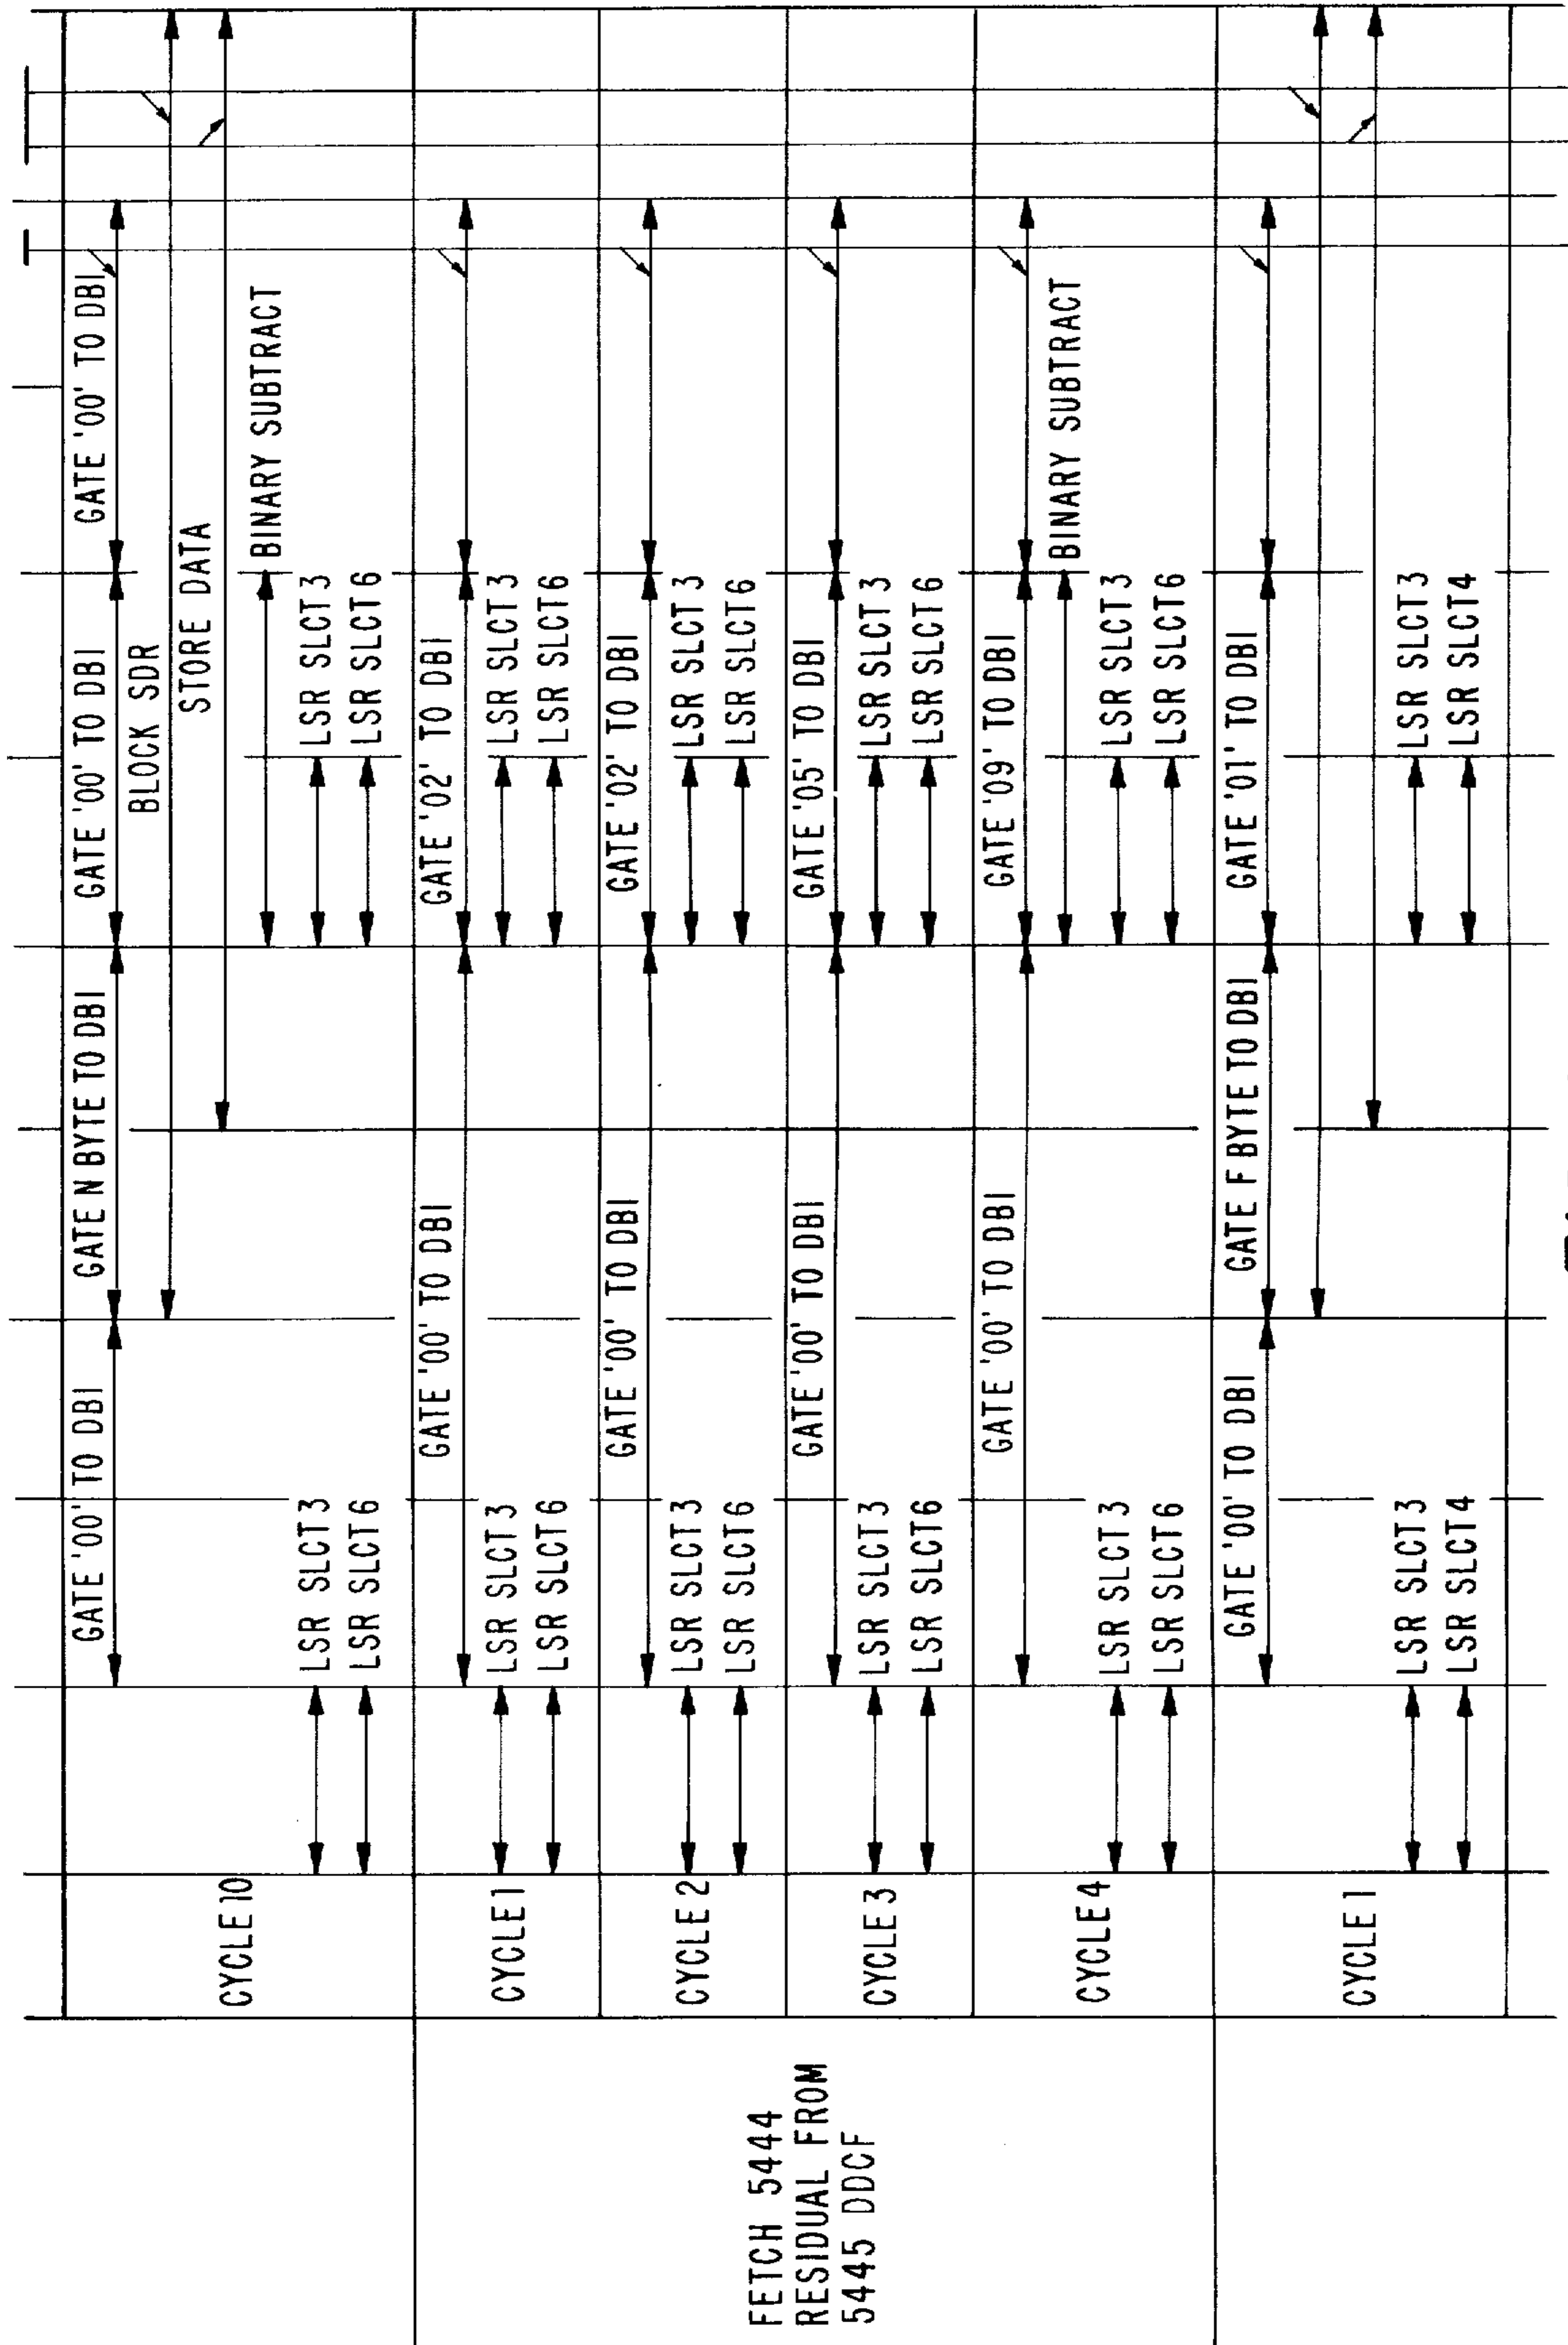 CYCLE 10
GATE '00' TO DBI
GATE N BYTE TO DBI
GATE '00' TO DBI
GATE '00' TO DBI
BLOCK SDR
STORE DATA
BINARY SUBTRACT
LSR SLCT 3
LSR SLCT 3
LSR SLCT 6
LSR SLCT 6
FETCH 5444
RESIDUAL FROM
5445 DDCF
CYCLE 1
GATE '00' TO DBI
GATE '02' TO DBI
LSR SLCT 3
LSR SLCT 3
LSR SLCT 6
LSR SLCT 6
CYCLE 2
GATE '00' TO DBI
GATE '02' TO DBI
LSR SLCT 3
LSR SLCT 3
LSR SLCT 6
LSR SLCT 6
CYCLE 3
GATE '00' TO DBI
GATE '05' TO DBI
LSR SLCT 3
LSR SLCT 3
LSR SLCT 6
LSR SLCT 6
CYCLE 4
GATE '00' TO DBI
GATE '09' TO DBI
BINARY SUBTRACT
LSR SLCT 3
LSR SLCT 3
LSR SLCT 6
LSR SLCT 6
CYCLE 1
GATE '00' TO DBI
GATE F BYTE TO DBI
GATE '01' TO DBI
LSR SLCT 3
LSR SLCT 3
LSR SLCT 4
LSR SLCT 4